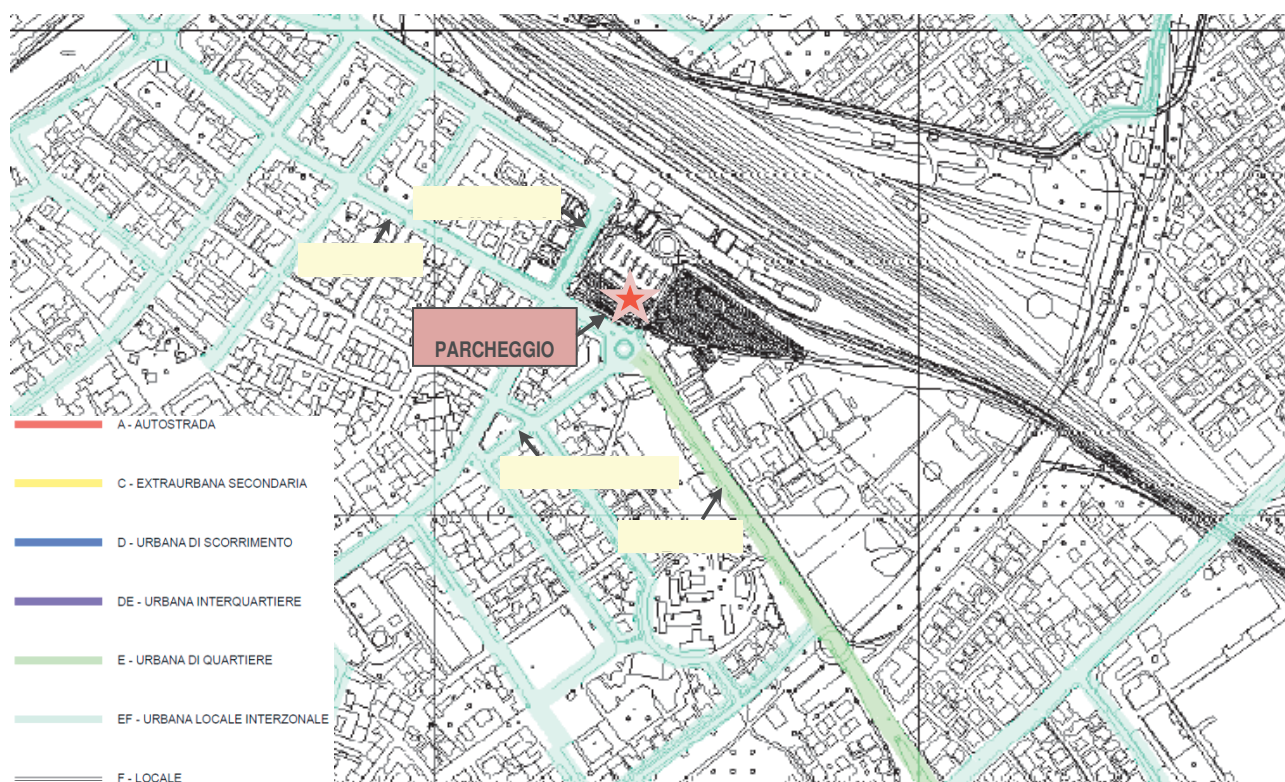 PARCHEGGIO
A - AUTOSTRADA
C - EXTRAURBANA SECONDARIA
D - URBANA DI SCORRIMENTO
DE - URBANA INTERQUARTIERE
E - URBANA DI QUARTIERE
EF - URBANA LOCALE INTERZONALE
F - LOCALE